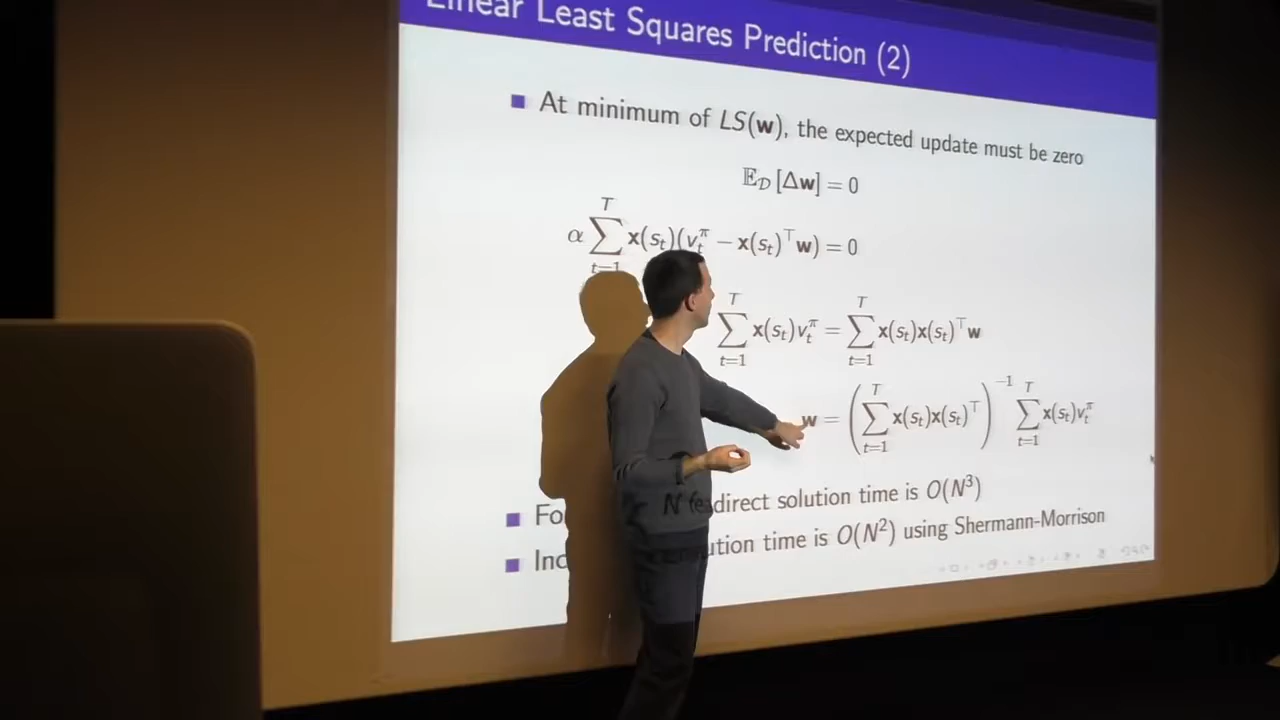 Linear Least Squares Prediction (2)
At minimum of LS(w), the expected update must be zero
𝔼_𝒟 [Δw] = 0
α ∑_{t=1}^{T} x(s_t)(v_t^π − x(s_t)^⊤ w) = 0
∑_{t=1}^{T} x(s_t)v_t^π = ∑_{t=1}^{T} x(s_t)x(s_t)^⊤ w
w = (∑_{t=1}^{T} x(s_t)x(s_t)^⊤)^{−1} ∑_{t=1}^{T} x(s_t)v_t^π
Fo N fe direct solution time is O(N³)
Inc ution time is O(N²) using Shermann-Morrison